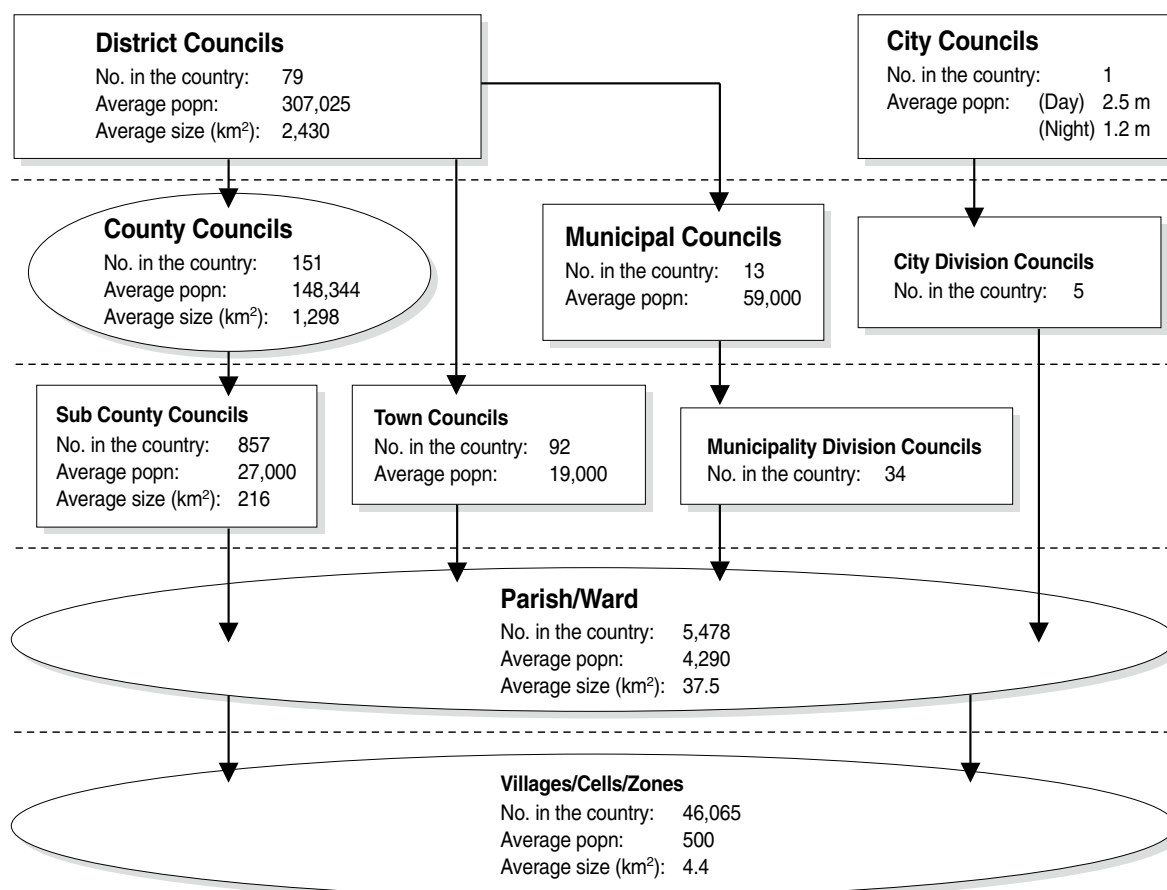 District Councils
No. in the country: 79
Average popn: 307,025
Average size (km²): 2,430
City Councils
No. in the country: 1
Average popn: (Day) 2.5 m
(Night) 1.2 m
County Councils
No. in the country: 151
Average popn: 148,344
Average size (km²): 1,298
Municipal Councils
No. in the country: 13
Average popn: 59,000
City Division Councils
No. in the country: 5
Sub County Councils
No. in the country: 857
Average popn: 27,000
Average size (km²): 216
Town Councils
No. in the country: 92
Average popn: 19,000
Municipality Division Councils
No. in the country: 34
Parish/Ward
No. in the country: 5,478
Average popn: 4,290
Average size (km²): 37.5
Villages/Cells/Zones
No. in the country: 46,065
Average popn: 500
Average size (km²): 4.4